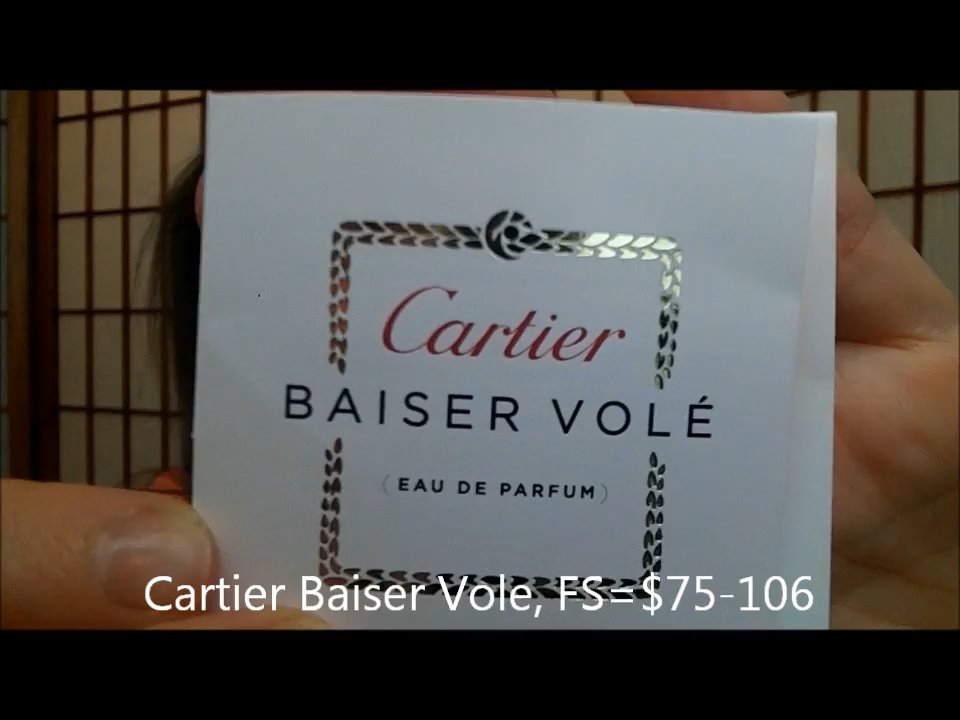 Cartier
BAISER VOLÉ
(EAU DE PARFUM)
Cartier Baiser Vole, FS=$75-106